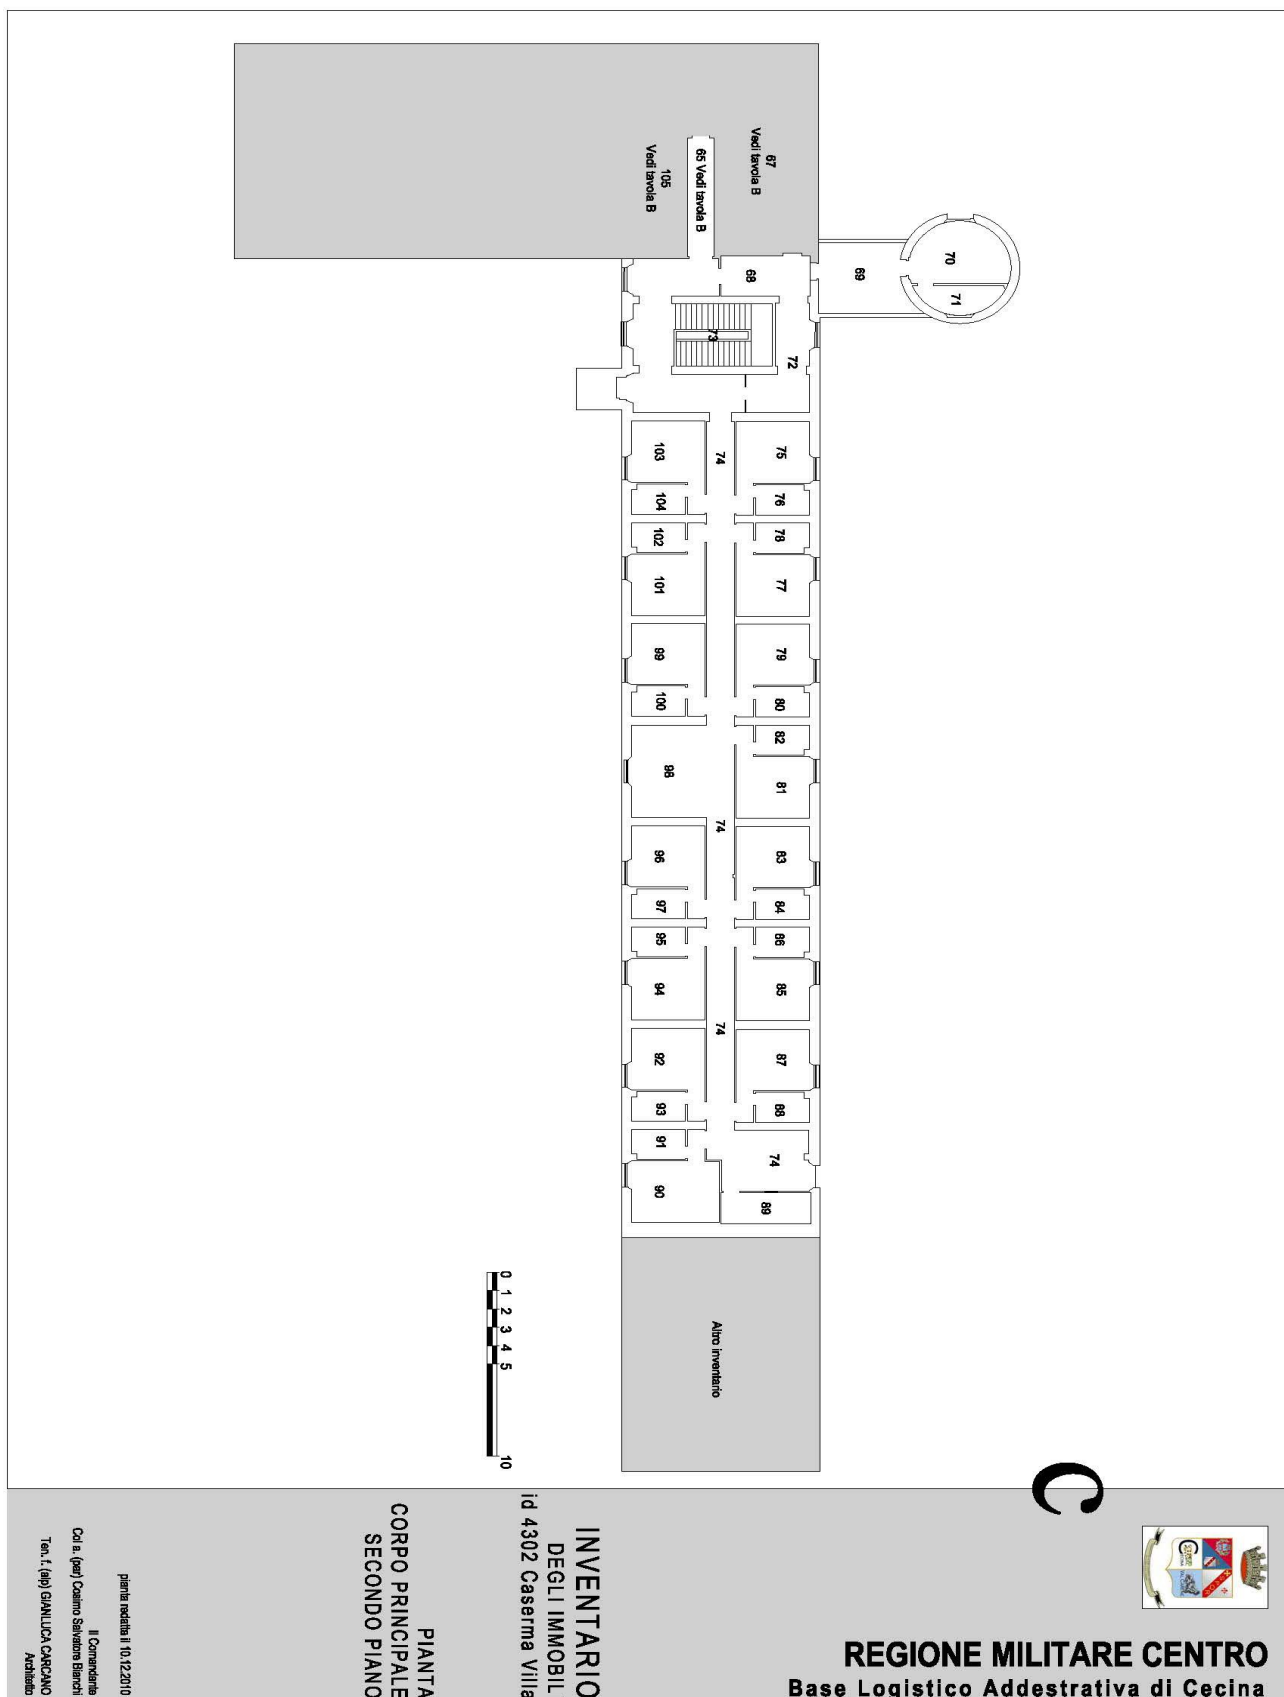 67
Vedi tavola B
65 Vedi tavola B
105
Vedi tavola B
68
69
70
71
72
73
74
75
76
78
77
79
80
82
81
74
83
84
86
85
74
87
88
74
89
103
104
102
101
99
100
98
96
97
95
94
92
93
91
90
Altro inventario
0 1 2 3 4 5 10
C
REGIONE MILITARE CENTRO
Base Logistico Addestrativa di Cecina
INVENTARIO
DEGLI IMMOBIL
id 4302 Caserma Villa
PIANTA
CORPO PRINCIPALE
SECONDO PIANO
pianta redatta il 10.12.2010
Il Comandante
Col a. (per) Cosimo Salvatore Bianchi
Ten. f. (alp) GIANLUCA CARCANO
Architetto